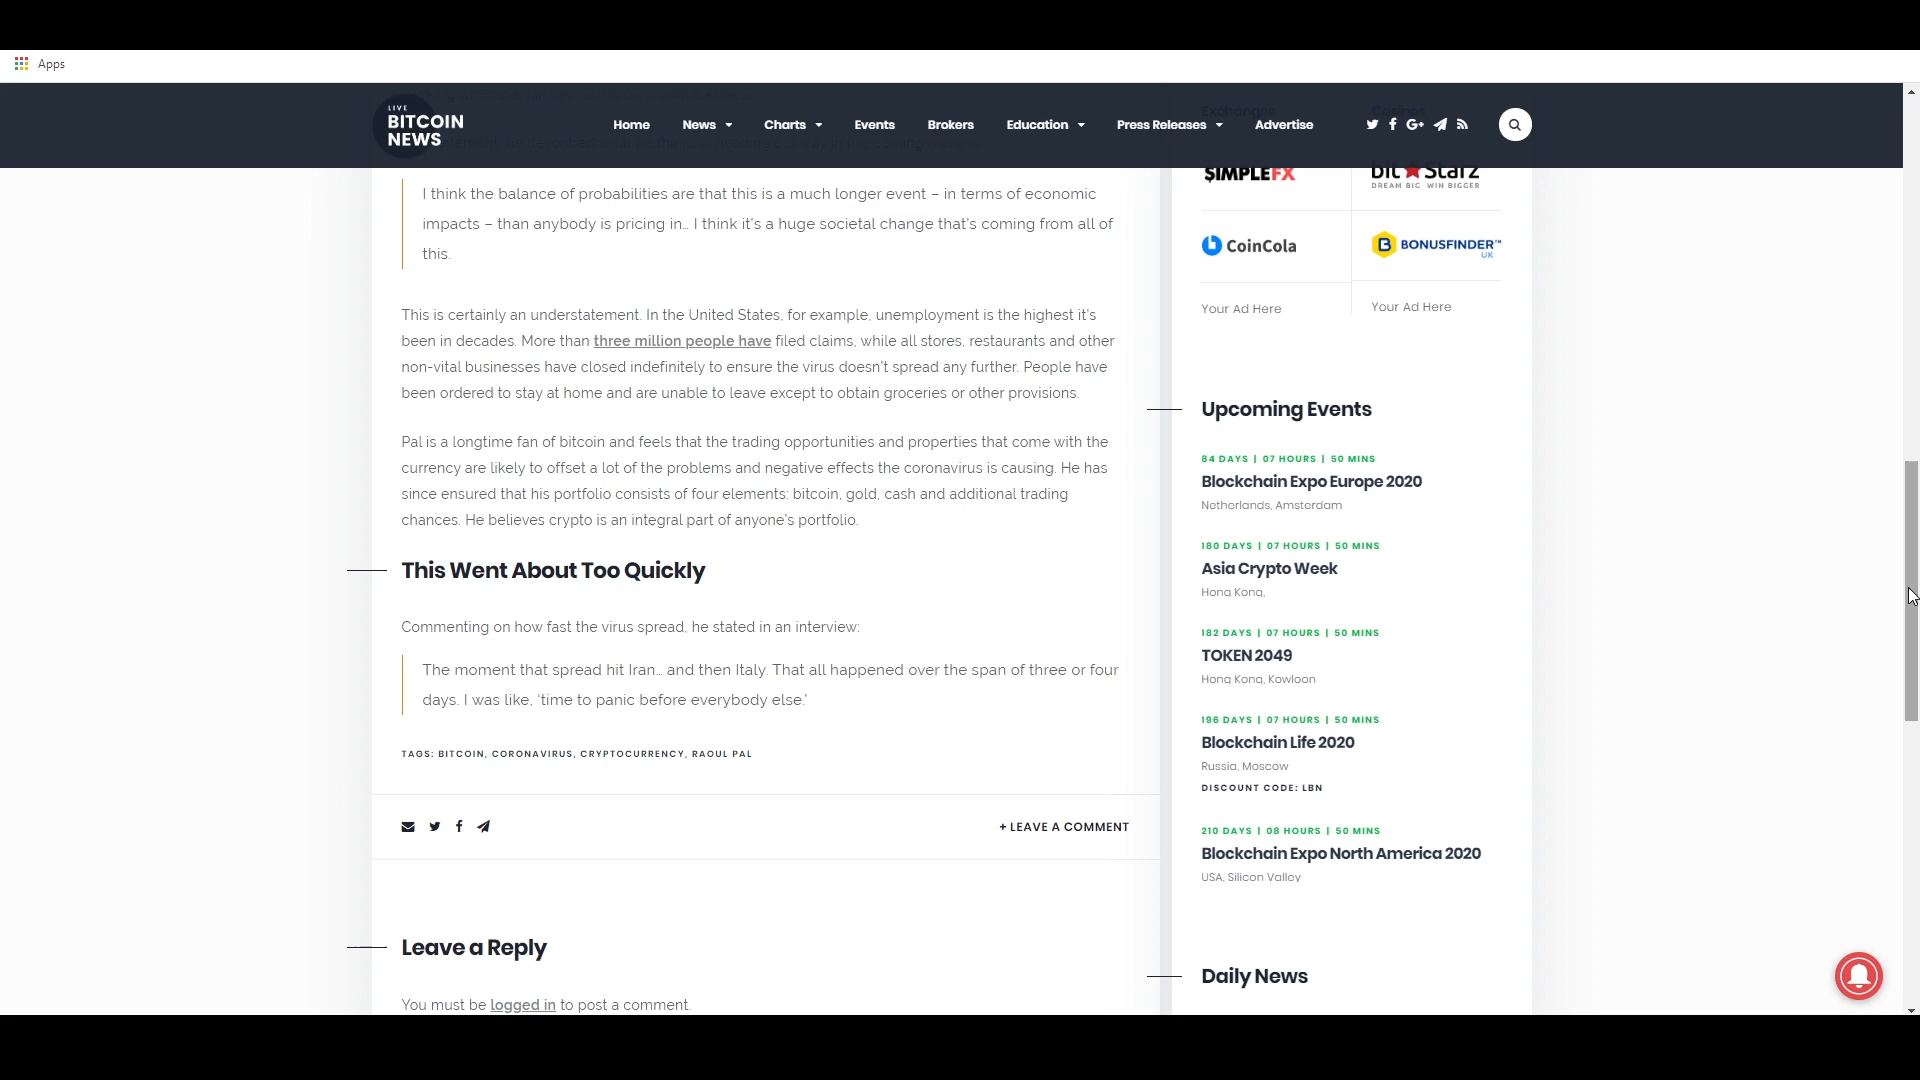 Apps
LIVE
BITCOIN
NEWS
Home News Charts Events Brokers Education Press Releases Advertise
I think the balance of probabilities are that this is a much longer event – in terms of economic
impacts – than anybody is pricing in… I think it’s a huge societal change that’s coming from all of
this.
This is certainly an understatement. In the United States, for example, unemployment is the highest it’s
been in decades. More than three million people have filed claims, while all stores, restaurants and other
non-vital businesses have closed indefinitely to ensure the virus doesn’t spread any further. People have
been ordered to stay at home and are unable to leave except to obtain groceries or other provisions.
Pal is a longtime fan of bitcoin and feels that the trading opportunities and properties that come with the
currency are likely to offset a lot of the problems and negative effects the coronavirus is causing. He has
since ensured that his portfolio consists of four elements: bitcoin, gold, cash and additional trading
chances. He believes crypto is an integral part of anyone’s portfolio.
This Went About Too Quickly
Commenting on how fast the virus spread, he stated in an interview:
The moment that spread hit Iran… and then Italy. That all happened over the span of three or four
days. I was like, ‘time to panic before everybody else.’
TAGS: BITCOIN, CORONAVIRUS, CRYPTOCURRENCY, RAOUL PAL
+ LEAVE A COMMENT
Leave a Reply
You must be logged in to post a comment.
Exchanges Casinos
SIMPLEFX
bitStarz
DREAM BIG WIN BIGGER
CoinCola
BONUSFINDER™
UK
Your Ad Here
Your Ad Here
Upcoming Events
84 DAYS | 07 HOURS | 50 MINS
Blockchain Expo Europe 2020
Netherlands, Amsterdam
180 DAYS | 07 HOURS | 50 MINS
Asia Crypto Week
Hong Kong,
182 DAYS | 07 HOURS | 50 MINS
TOKEN 2049
Hong Kong, Kowloon
196 DAYS | 07 HOURS | 50 MINS
Blockchain Life 2020
Russia, Moscow
DISCOUNT CODE: LBN
210 DAYS | 08 HOURS | 50 MINS
Blockchain Expo North America 2020
USA, Silicon Valley
Daily News